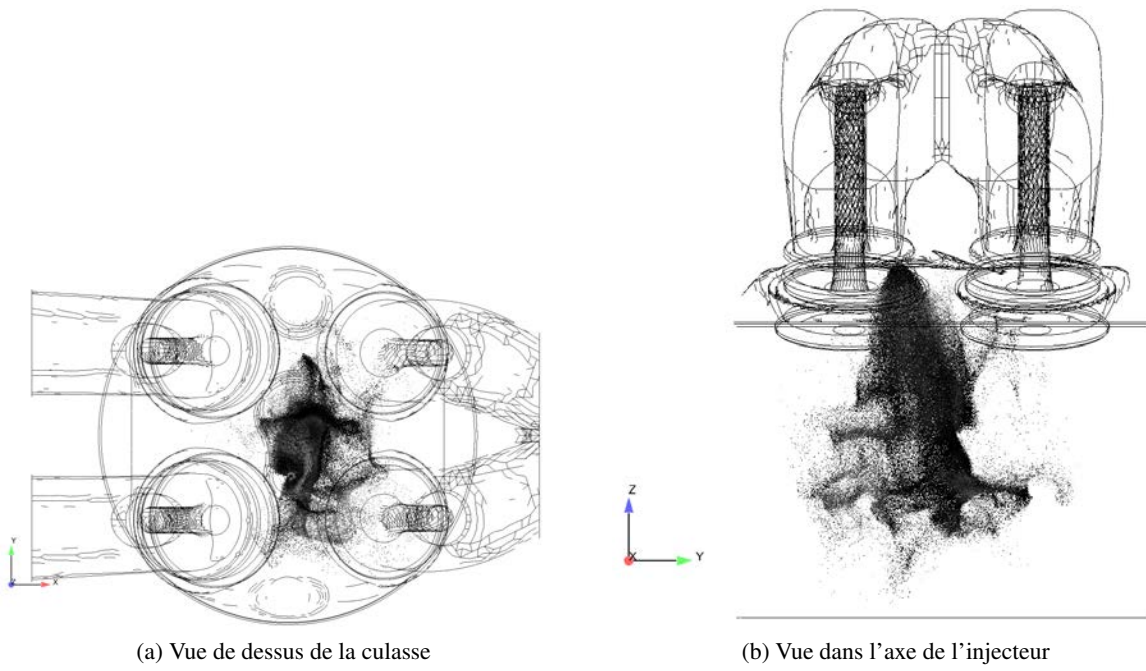 Z
Y
X
Y
Z
X
(a) Vue de dessus de la culasse
(b) Vue dans l'axe de l'injecteur